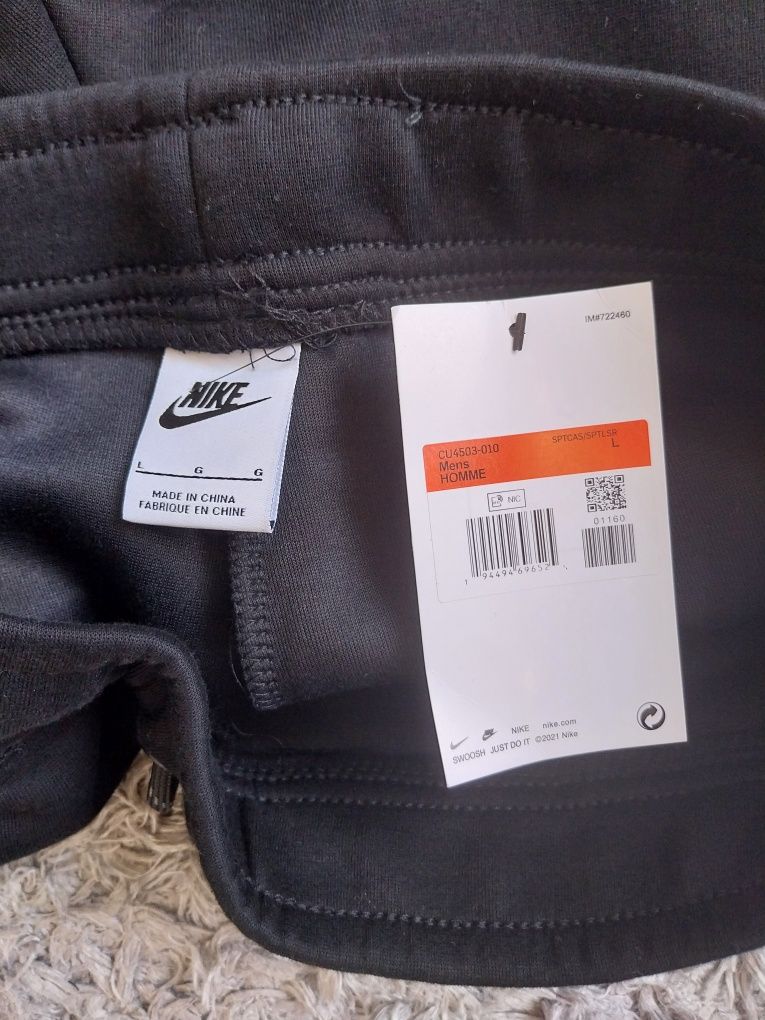 NIKE
L G G
MADE IN CHINA
FABRIQUE EN CHINE
IM#722460
CU4503-010
SPTCAS/SPTLSR
Mens L
HOMME
NIC
01160
1 94494 69652
NIKE nike.com
SWOOSH JUST DO IT ©2021 Nike